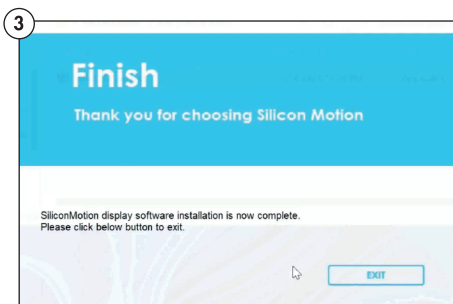 3
Finish
Thank you for choosing Silicon Motion
SiliconMotion display software installation is now complete.
Please click below button to exit.
EXIT